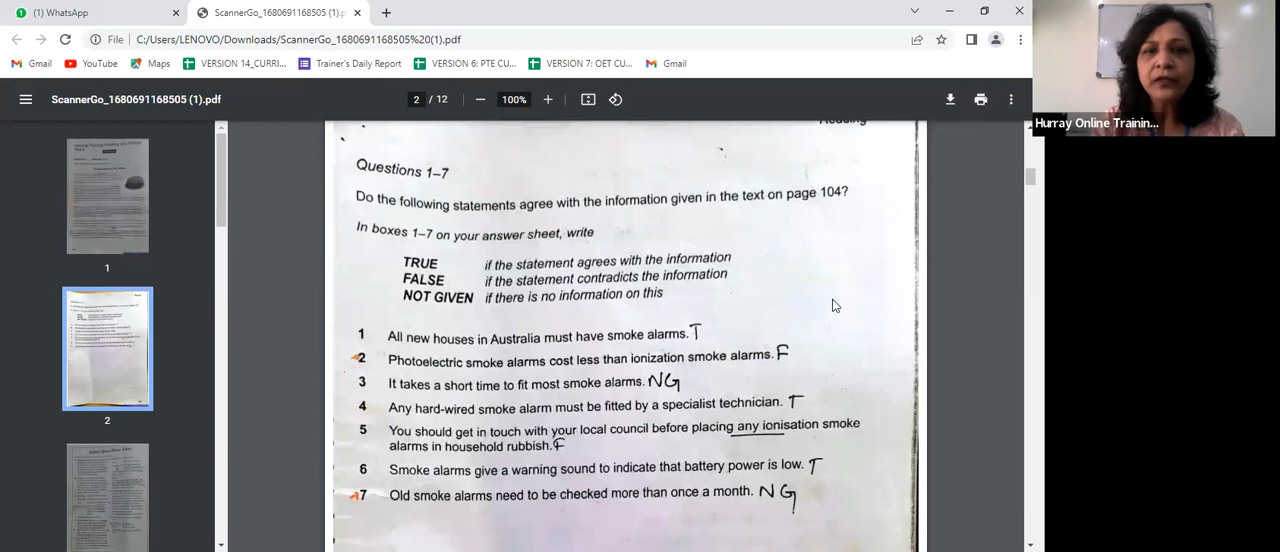 (1) WhatsApp
ScannerGo_1680691168505 (1).p
File C:/Users/LENOVO/Downloads/ScannerGo_1680691168505%20(1).pdf
Gmail YouTube Maps VERSION 14_CURRI... Trainer's Daily Report VERSION 6: PTE CU... VERSION 7: OET CU... Gmail
ScannerGo_1680691168505 (1).pdf 2 / 12 100%
Hurray Online Trainin...
1
2
Reading
Questions 1–7
Do the following statements agree with the information given in the text on page 104?
In boxes 1–7 on your answer sheet, write
TRUE if the statement agrees with the information
FALSE if the statement contradicts the information
NOT GIVEN if there is no information on this
1 All new houses in Australia must have smoke alarms. T
2 Photoelectric smoke alarms cost less than ionization smoke alarms. F
3 It takes a short time to fit most smoke alarms. NG
4 Any hard-wired smoke alarm must be fitted by a specialist technician. T
5 You should get in touch with your local council before placing any ionisation smoke
alarms in household rubbish. F
6 Smoke alarms give a warning sound to indicate that battery power is low. T
7 Old smoke alarms need to be checked more than once a month. NG